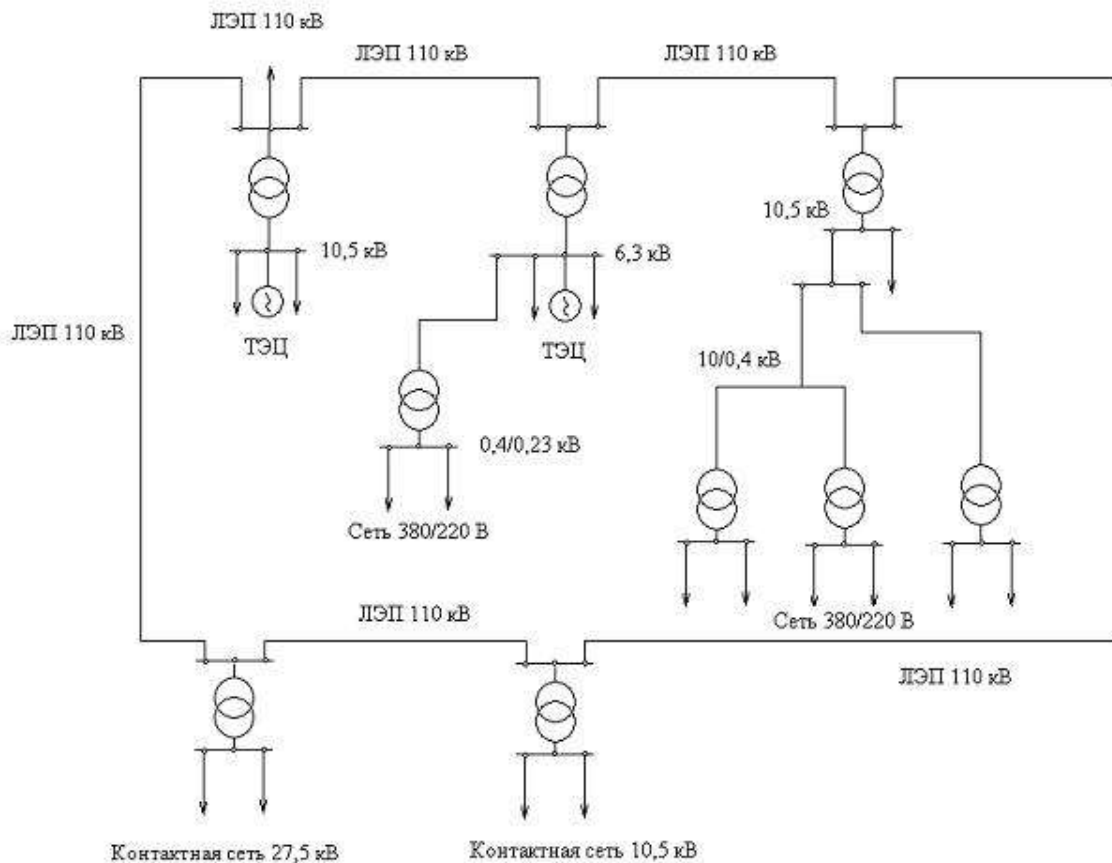 ЛЭП 110 кВ
ЛЭП 110 кВ
ЛЭП 110 кВ
10,5 кВ
10,5 кВ
6,3 кВ
ЛЭП 110 кВ
ТЭЦ
ТЭЦ
10/0,4 кВ
0,4/0,23 кВ
Сеть 380/220 В
ЛЭП 110 кВ
Сеть 380/220 В
ЛЭП 110 кВ
Контактная сеть 27,5 кВ
Контактная сеть 10,5 кВ